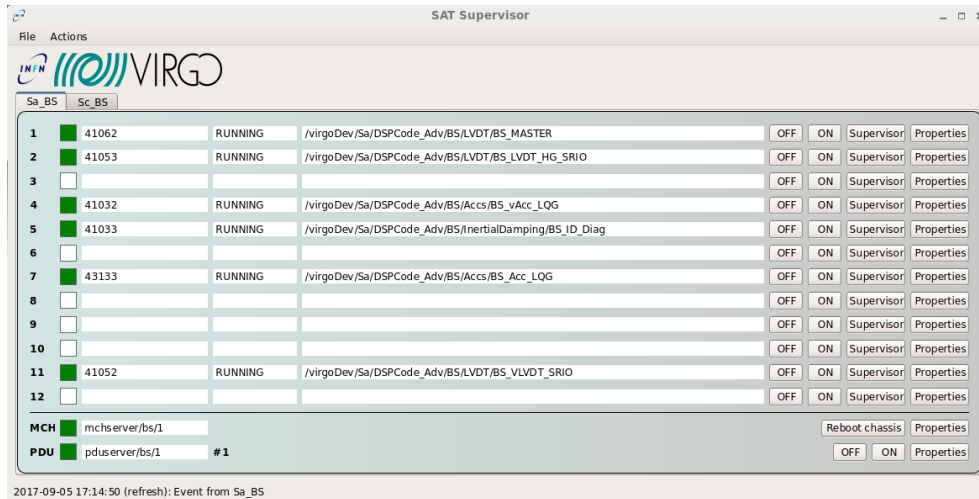 SAT Supervisor
File Actions
INFN VIRGO
Sa_BS Sc_BS
1 41062 RUNNING /virgoDev/Sa/DSPCode_Adv/BS/LVDT/BS_MASTER OFF ON Supervisor Properties
2 41053 RUNNING /virgoDev/Sa/DSPCode_Adv/BS/LVDT/BS_LVDT_HG_SRIO OFF ON Supervisor Properties
3 OFF ON Supervisor Properties
4 41032 RUNNING /virgoDev/Sa/DSPCode_Adv/BS/Accs/BS_vAcc_LQG OFF ON Supervisor Properties
5 41033 RUNNING /virgoDev/Sa/DSPCode_Adv/BS/InertialDamping/BS_ID_Diag OFF ON Supervisor Properties
6 OFF ON Supervisor Properties
7 43133 RUNNING /virgoDev/Sa/DSPCode_Adv/BS/Accs/BS_Acc_LQG OFF ON Supervisor Properties
8 OFF ON Supervisor Properties
9 OFF ON Supervisor Properties
10 OFF ON Supervisor Properties
11 41052 RUNNING /virgoDev/Sa/DSPCode_Adv/BS/LVDT/BS_VLVDT_SRIO OFF ON Supervisor Properties
12 OFF ON Supervisor Properties
MCH mchserver/bs/1 Reboot chassis Properties
PDU pduserver/bs/1 #1 OFF ON Properties
2017-09-05 17:14:50 (refresh): Event from Sa_BS